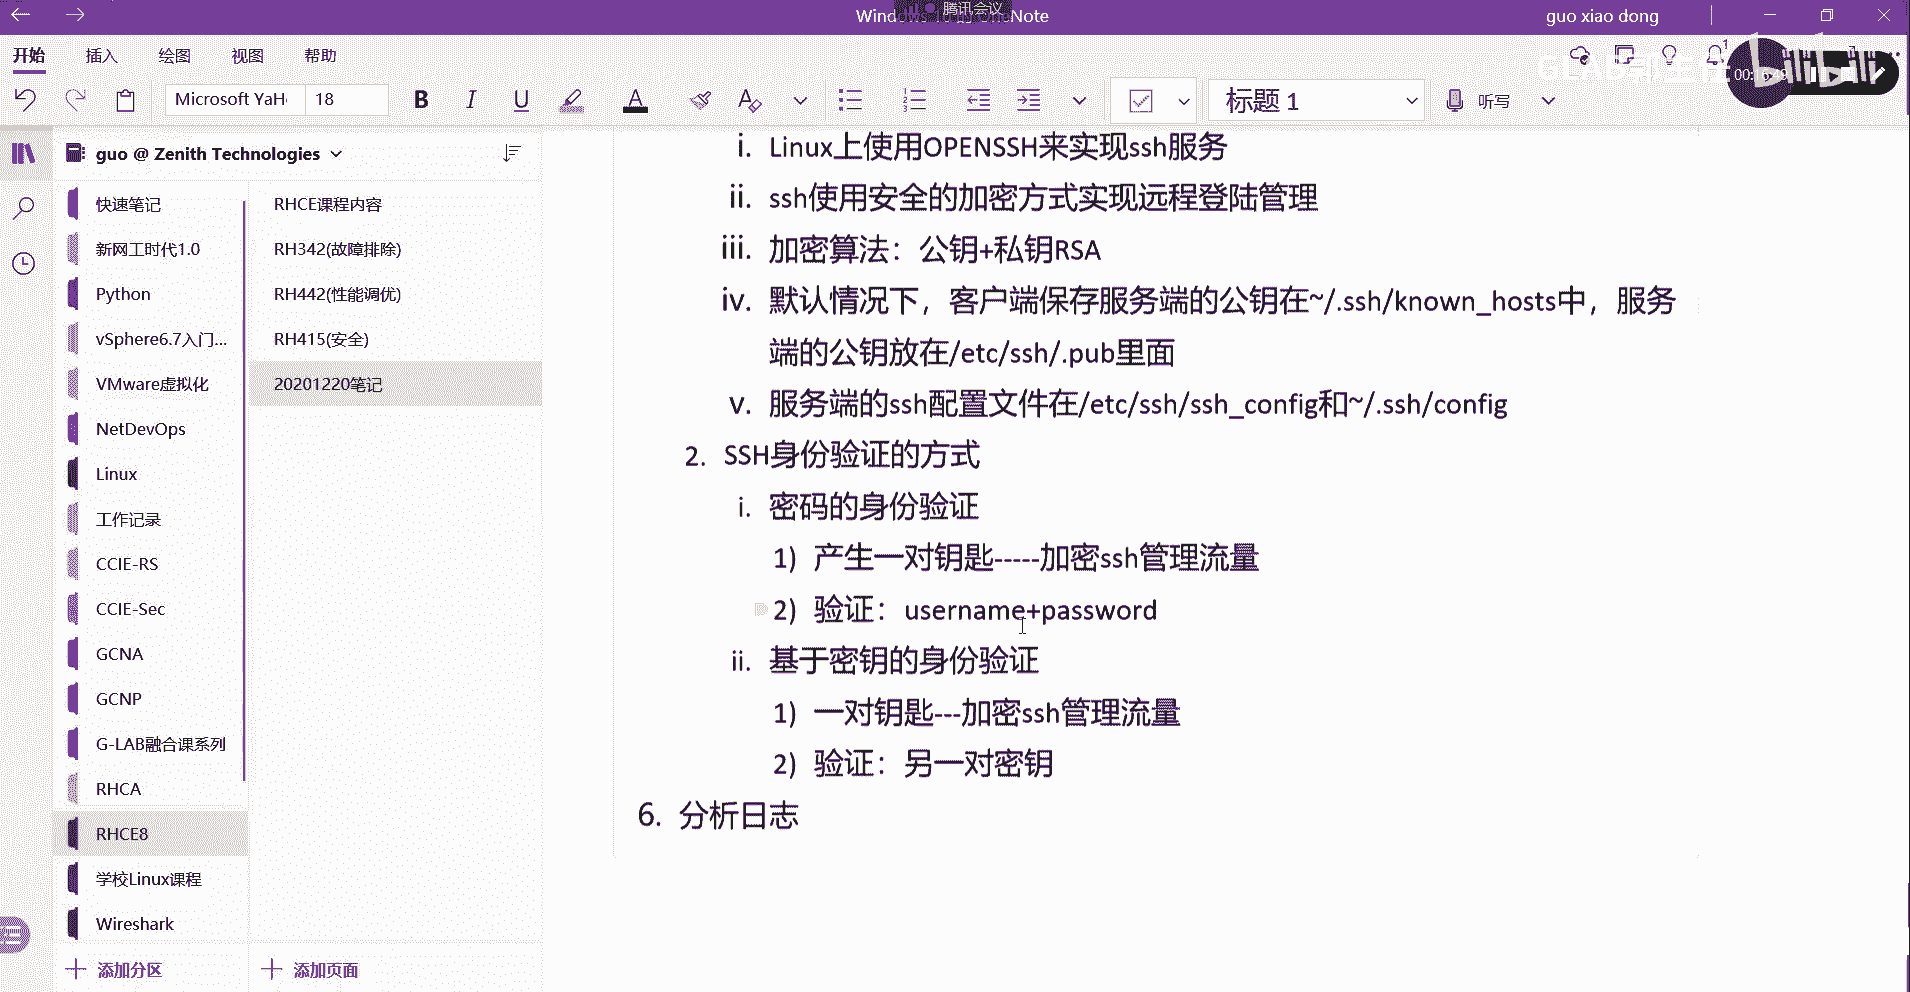 腾讯会议
Note
guo xiao dong
开始 插入 绘图 视图 帮助
Microsoft YaH 18 B I U A 标题 1 听写
guo @ Zenith Technologies
快速笔记
新网工时代1.0
Python
vSphere6.7入门...
VMware虚拟化
NetDevOps
Linux
工作记录
CCIE-RS
CCIE-Sec
GCNA
GCNP
G-LAB融合课系列
RHCA
RHCE8
学校Linux课程
Wireshark
添加分区
RHCE课程内容
RH342(故障排除)
RH442(性能调优)
RH415(安全)
20201220笔记
添加页面
i. Linux上使用OPENSSH来实现ssh服务
ii. ssh使用安全的加密方式实现远程登陆管理
iii. 加密算法：公钥+私钥RSA
iv. 默认情况下，客户端保存服务端的公钥在~/.ssh/known_hosts中，服务
端的公钥放在/etc/ssh/.pub里面
v. 服务端的ssh配置文件在/etc/ssh/ssh_config和~/.ssh/config
2. SSH身份验证的方式
i. 密码的身份验证
1) 产生一对钥匙-----加密ssh管理流量
2) 验证：username+password
ii. 基于密钥的身份验证
1) 一对钥匙---加密ssh管理流量
2) 验证：另一对密钥
6. 分析日志